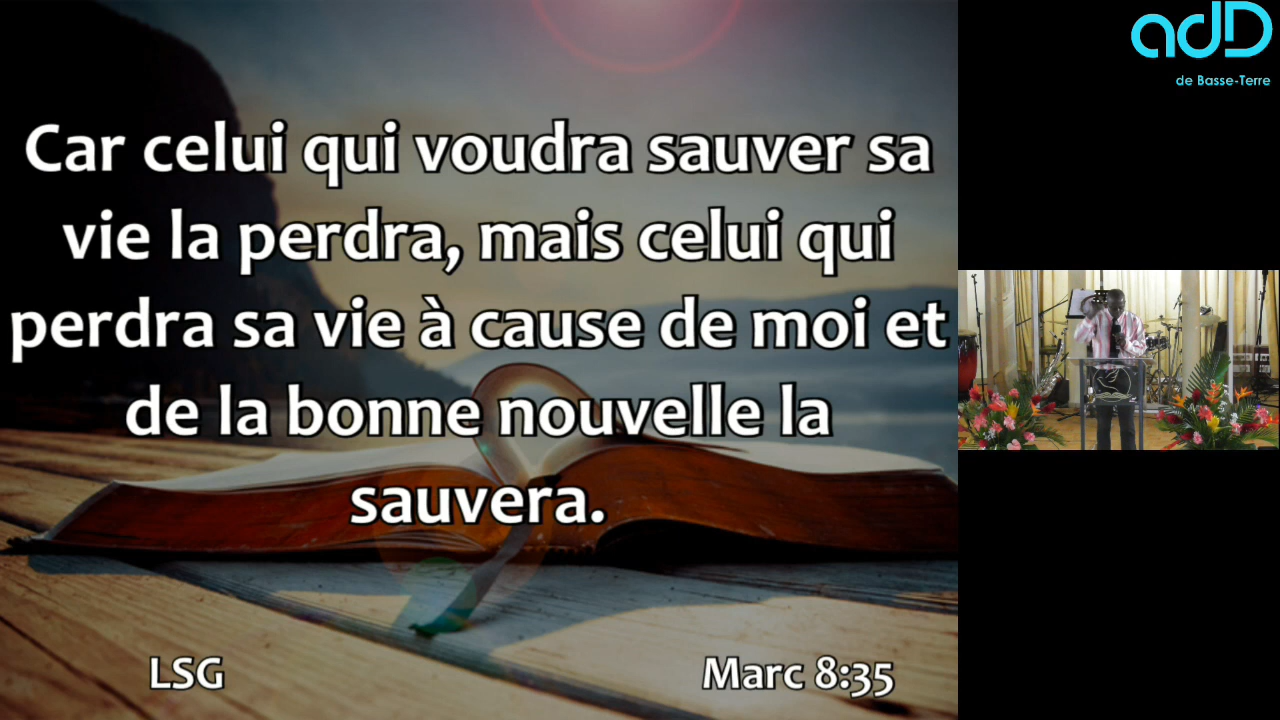 Car celui qui voudra sauver sa
vie la perdra, mais celui qui
perdra sa vie à cause de moi et
de la bonne nouvelle la
sauvera.
LSG
Marc 8:35
adD
de Basse-Terre